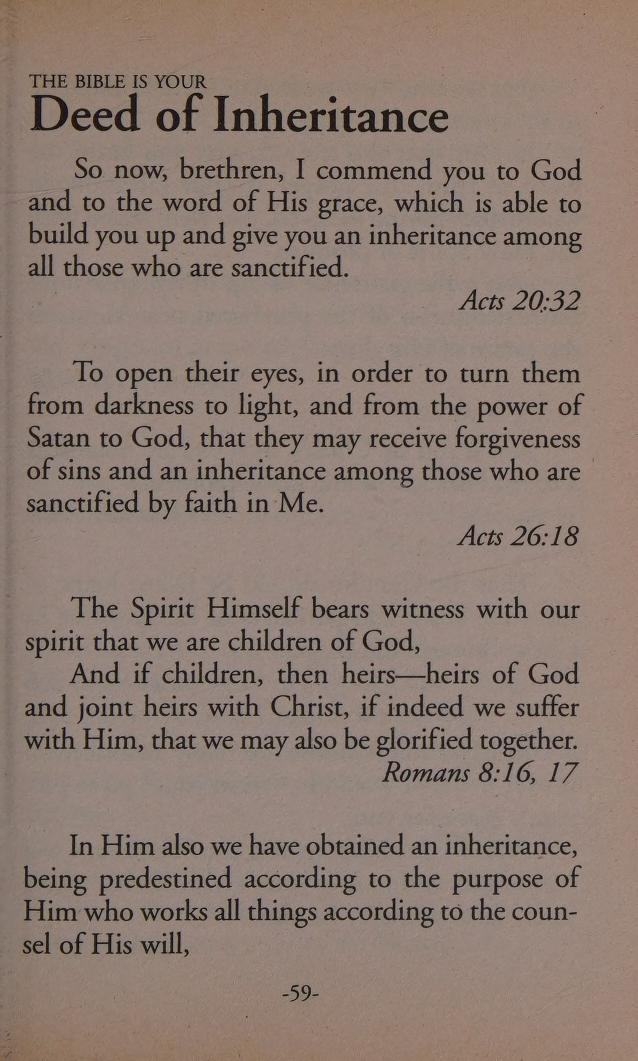 THE BIBLE IS YOUR
Deed of Inheritance
So now, brethren, I commend you to God
and to the word of His grace, which is able to
build you up and give you an inheritance among
all those who are sanctified.
Acts 20:32
To open their eyes, in order to turn them
from darkness to light, and from the power of
Satan to God, that they may receive forgiveness
of sins and an inheritance among those who are
sanctified by faith in Me.
Acts 26:18
The Spirit Himself bears witness with our
spirit that we are children of God,
And if children, then heirs—heirs of God
and joint heirs with Christ, if indeed we suffer
with Him, that we may also be glorified together.
Romans 8:16, 17
In Him also we have obtained an inheritance,
being predestined according to the purpose of
Him who works all things according to the coun-
sel of His will,
-59-